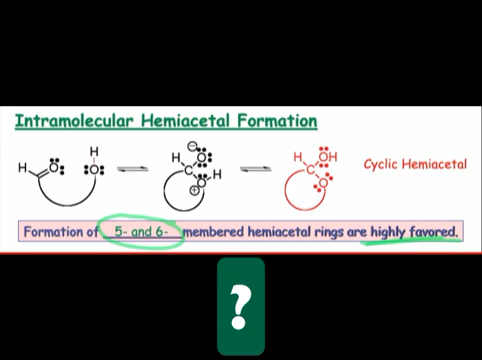 Intramolecular Hemiacetal Formation
H O H O
H C O O H
H C OH O
Cyclic Hemiacetal
Formation of 5- and 6- membered hemiacetal rings are highly favored.
?